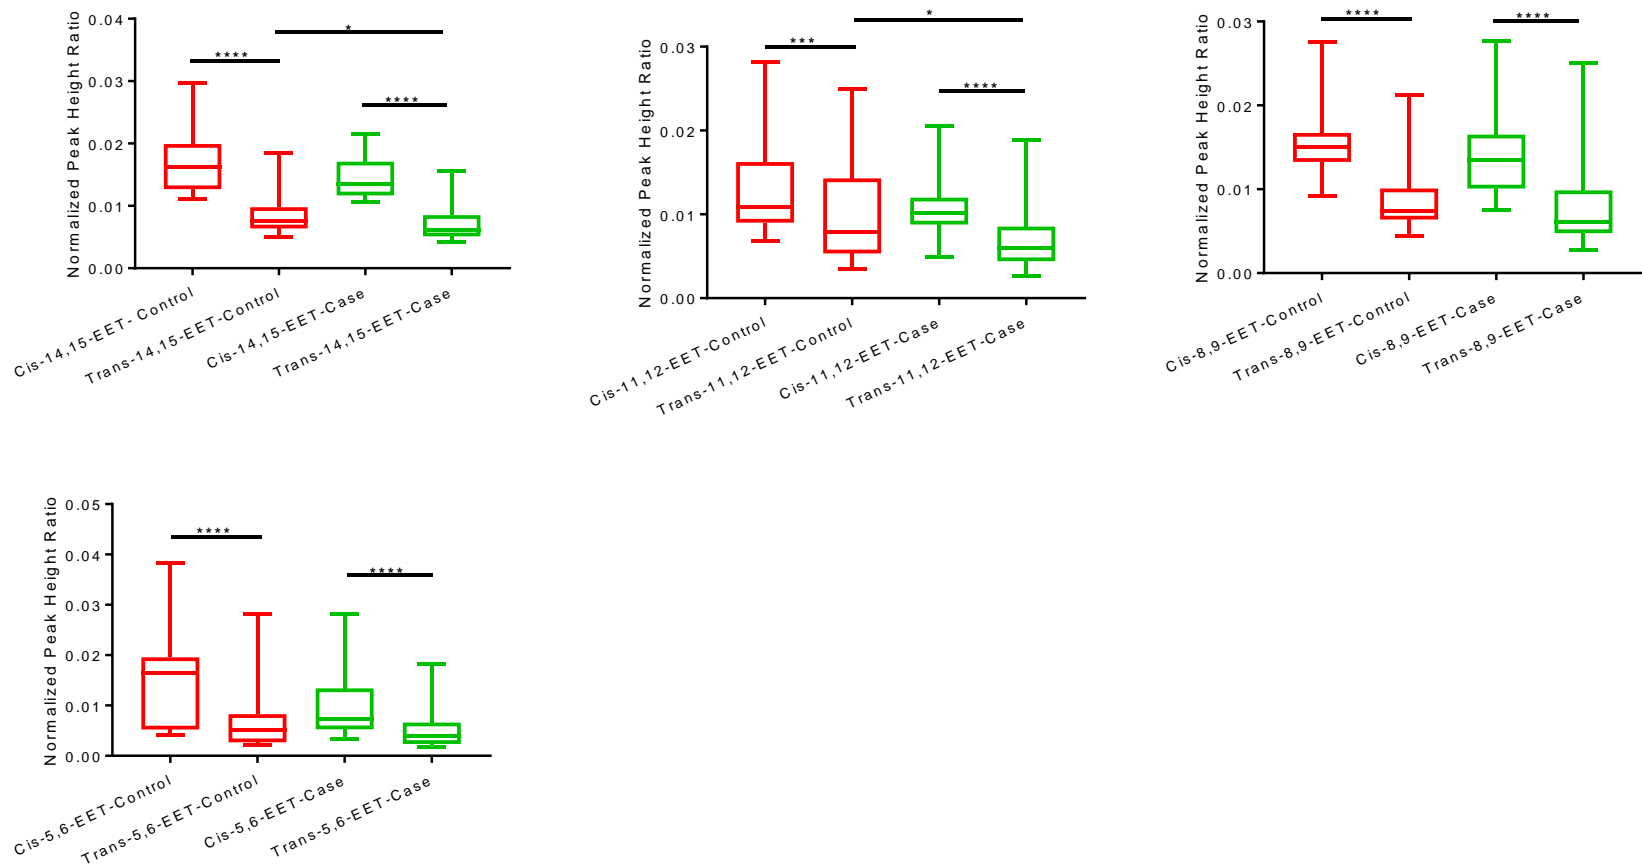 Normalized Peak Height Ratio
0.04
0.03
0.02
0.01
0.00
****
*
****
Cis-14,15-EET- Control
Trans-14,15-EET-Control
Cis-14,15-EET-Case
Trans-14,15-EET-Case
Normalized Peak Height Ratio
0.03
0.02
0.01
0.00
***
*
****
Cis-11,12-EET-Control
Trans-11,12-EET-Control
Cis-11,12-EET-Case
Trans-11,12-EET-Case
Normalized Peak Height Ratio
0.03
0.02
0.01
0.00
****
****
Cis-8,9-EET-Control
Trans-8,9-EET-Control
Cis-8,9-EET-Case
Trans-8,9-EET-Case
Normalized Peak Height Ratio
0.05
0.04
0.03
0.02
0.01
0.00
****
****
Cis-5,6-EET-Control
Trans-5,6-EET-Control
Cis-5,6-EET-Case
Trans-5,6-EET-Case